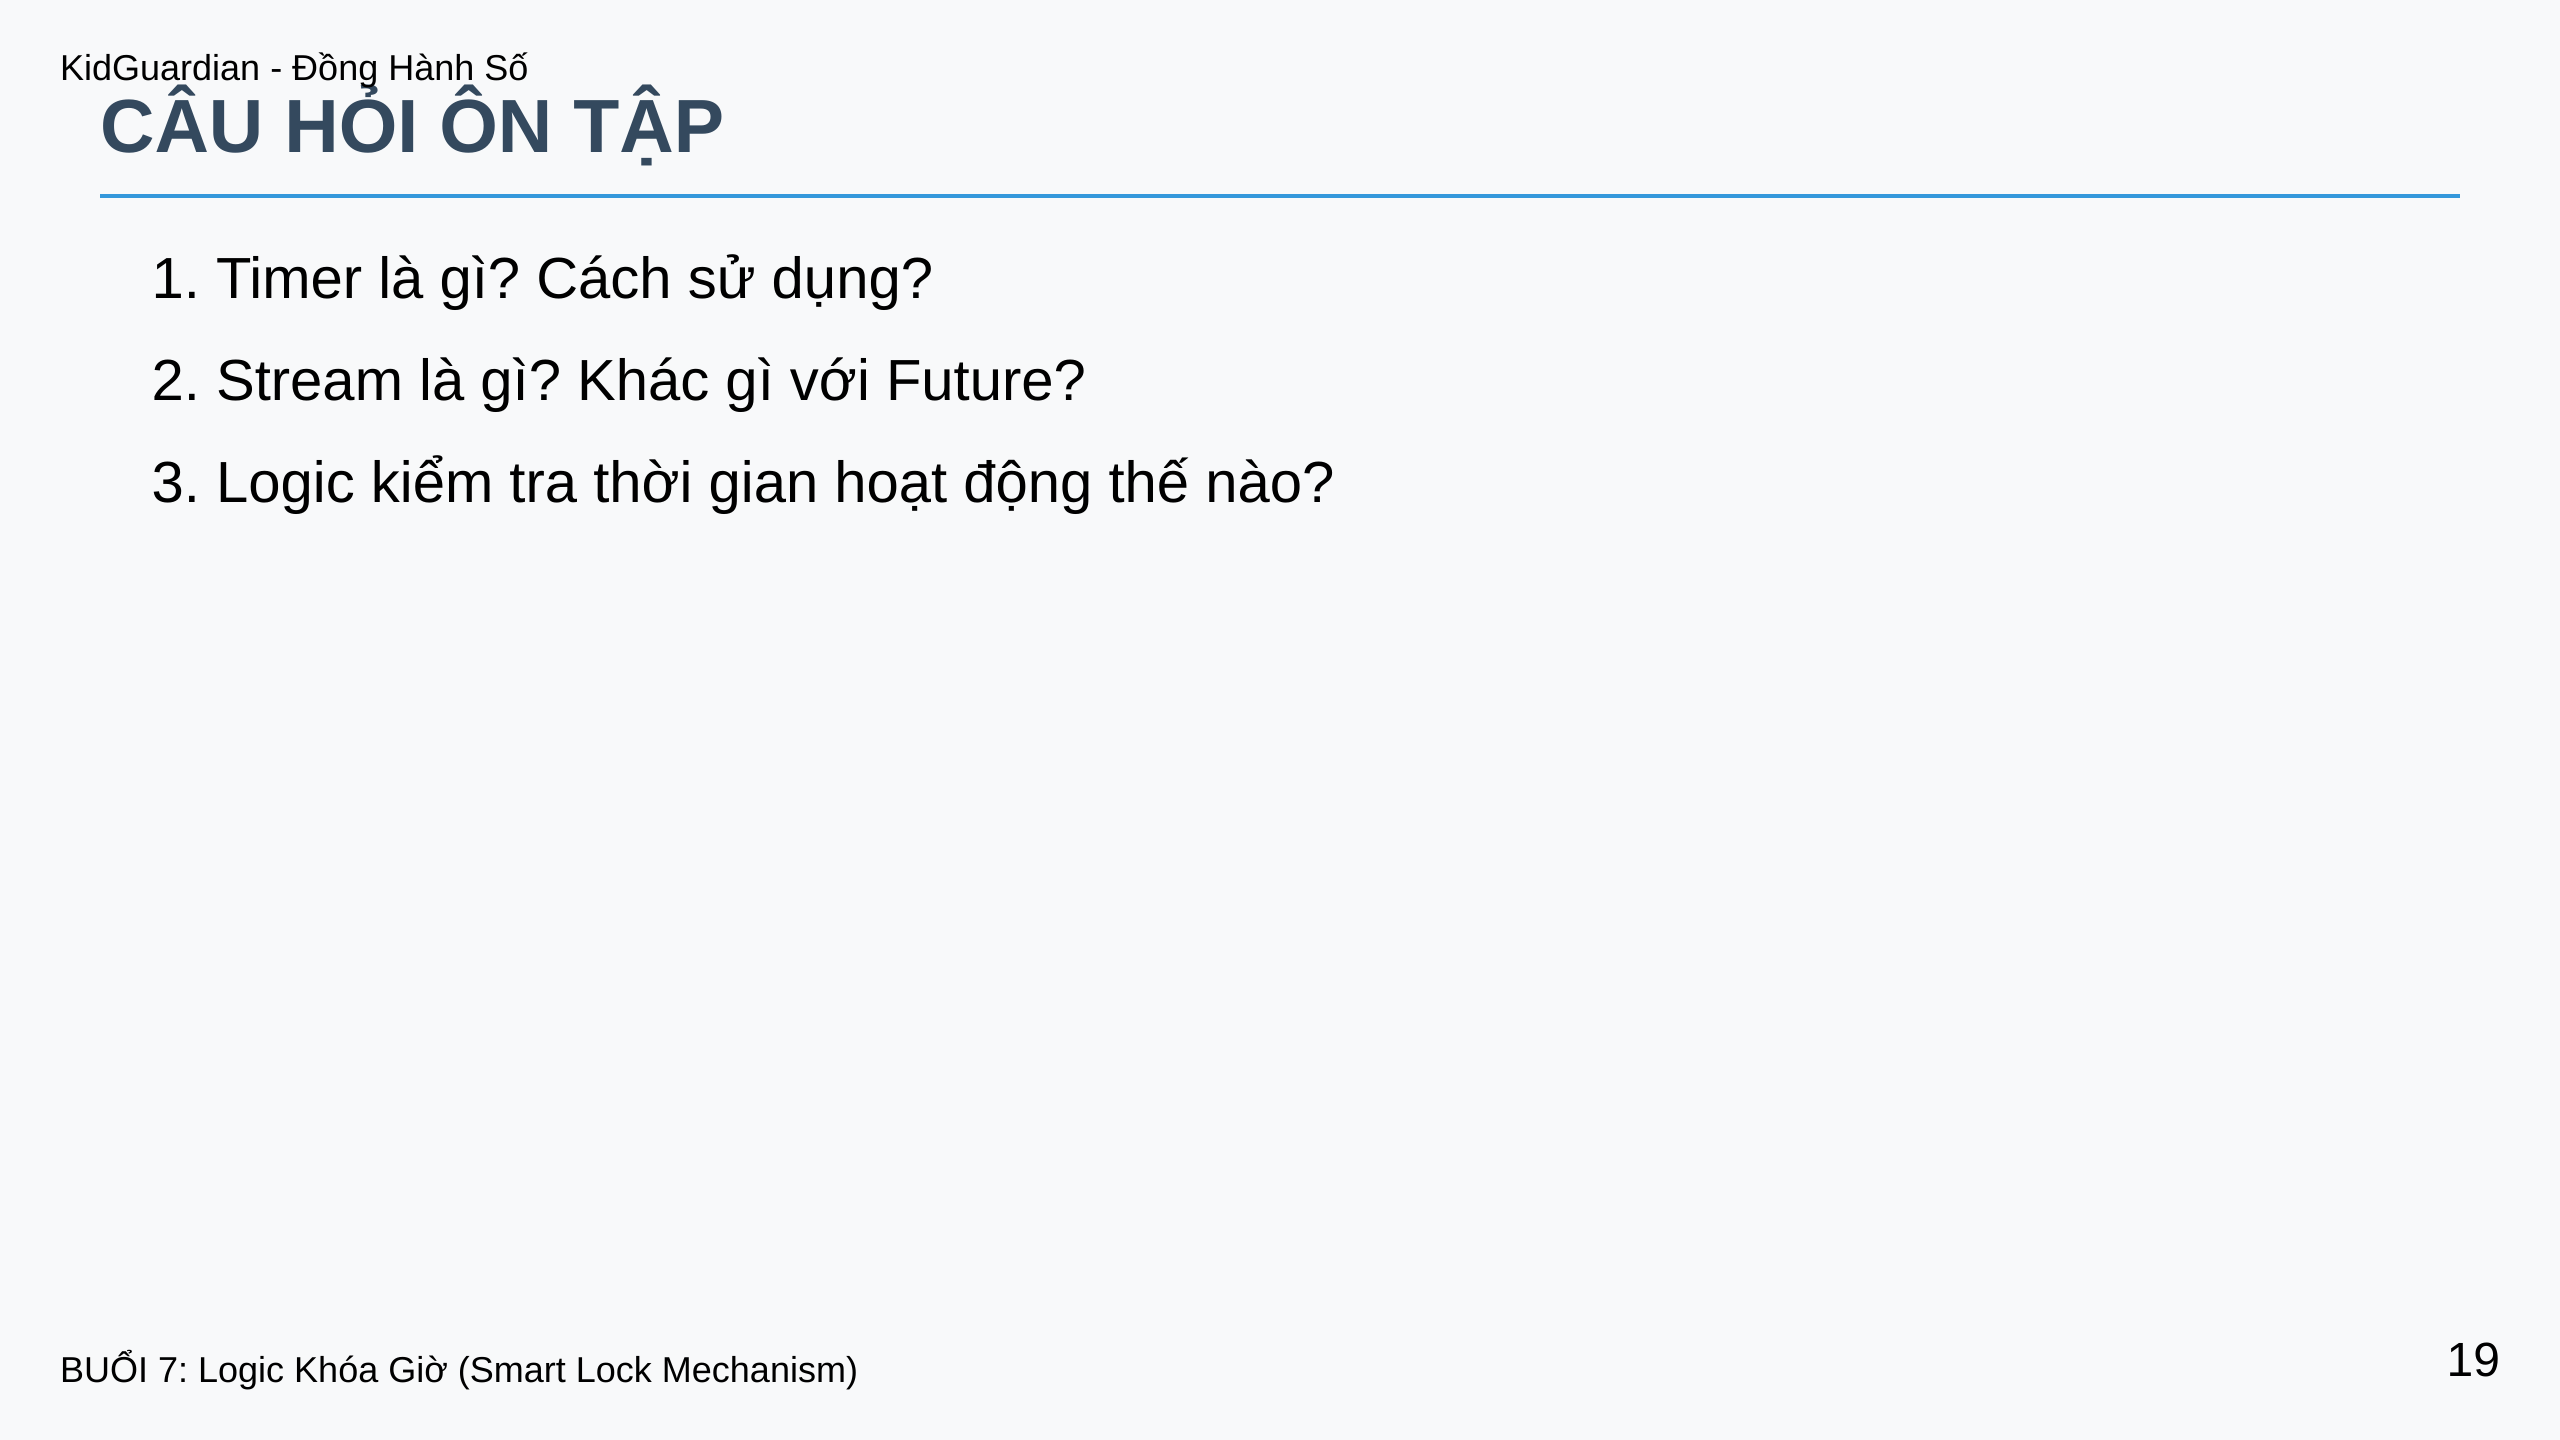 KidGuardian - Đồng Hành Số
CÂU HỎI ÔN TẬP
1. Timer là gì? Cách sử dụng?
2. Stream là gì? Khác gì với Future?
3. Logic kiểm tra thời gian hoạt động thế nào?
BUỔI 7: Logic Khóa Giờ (Smart Lock Mechanism)
19